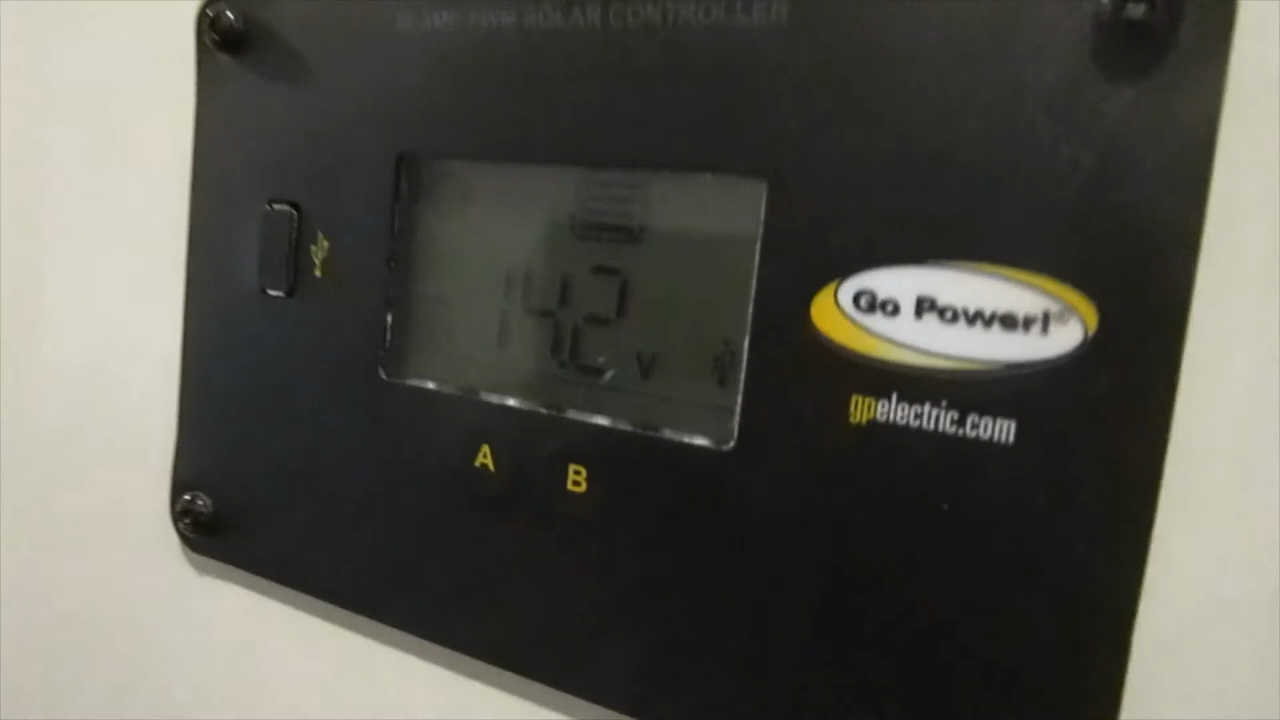 SOLAR CONTROLLER
14.2 V
Go Power!®
gpelectric.com
A B